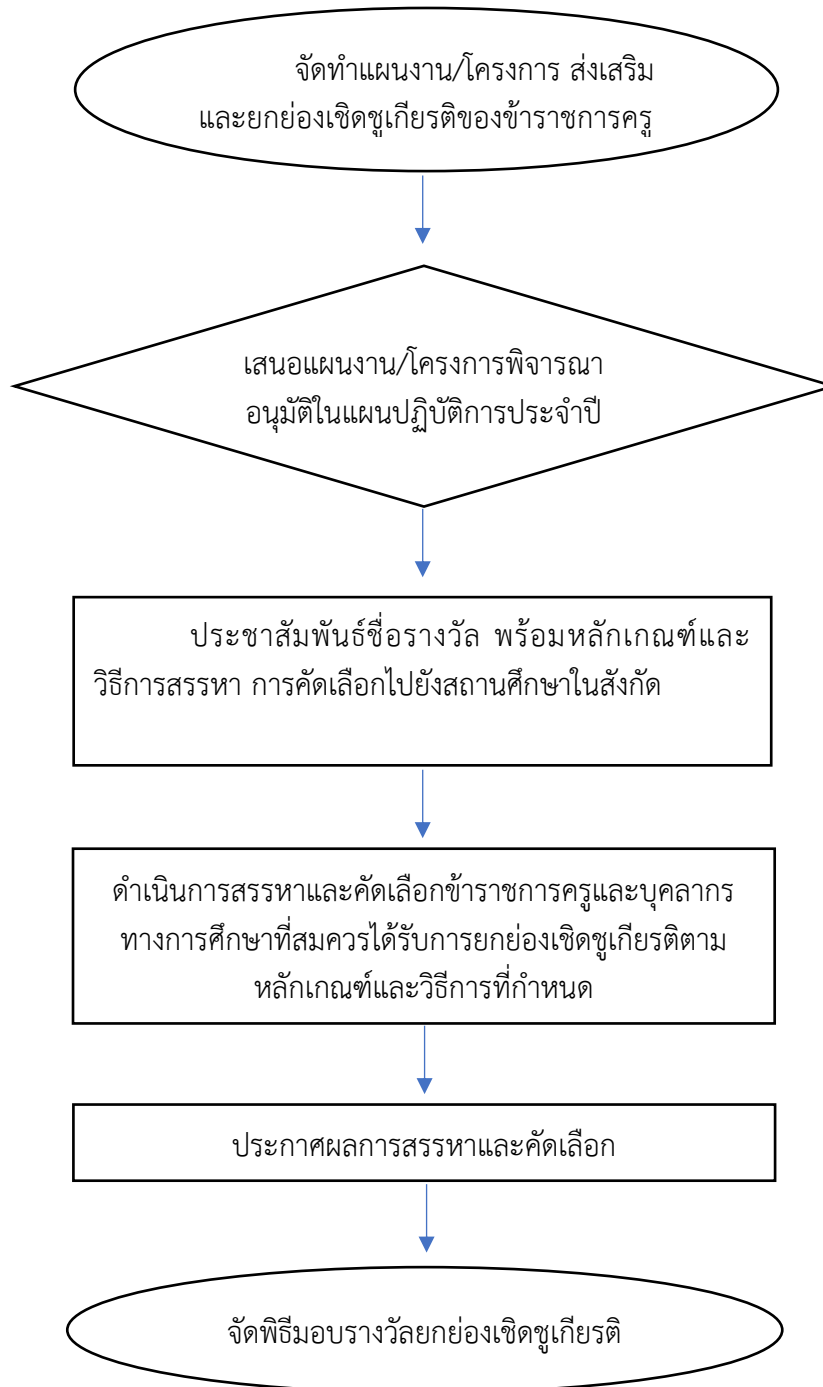 จัดทำแผนงาน/โครงการ ส่งเสริม
และยกย่องเชิดชูเกียรติของข้าราชการครู
เสนอแผนงาน/โครงการพิจารณา
อนุมัติในแผนปฏิบัติการประจำปี
ประชาสัมพันธ์ชื่อรางวัล พร้อมหลักเกณฑ์และ
วิธีการสรรหา การคัดเลือกไปยังสถานศึกษาในสังกัด
ดำเนินการสรรหาและคัดเลือกข้าราชการครูและบุคลากร
ทางการศึกษาที่สมควรได้รับการยกย่องเชิดชูเกียรติตาม
หลักเกณฑ์และวิธีการที่กำหนด
ประกาศผลการสรรหาและคัดเลือก
จัดพิธีมอบรางวัลยกย่องเชิดชูเกียรติ